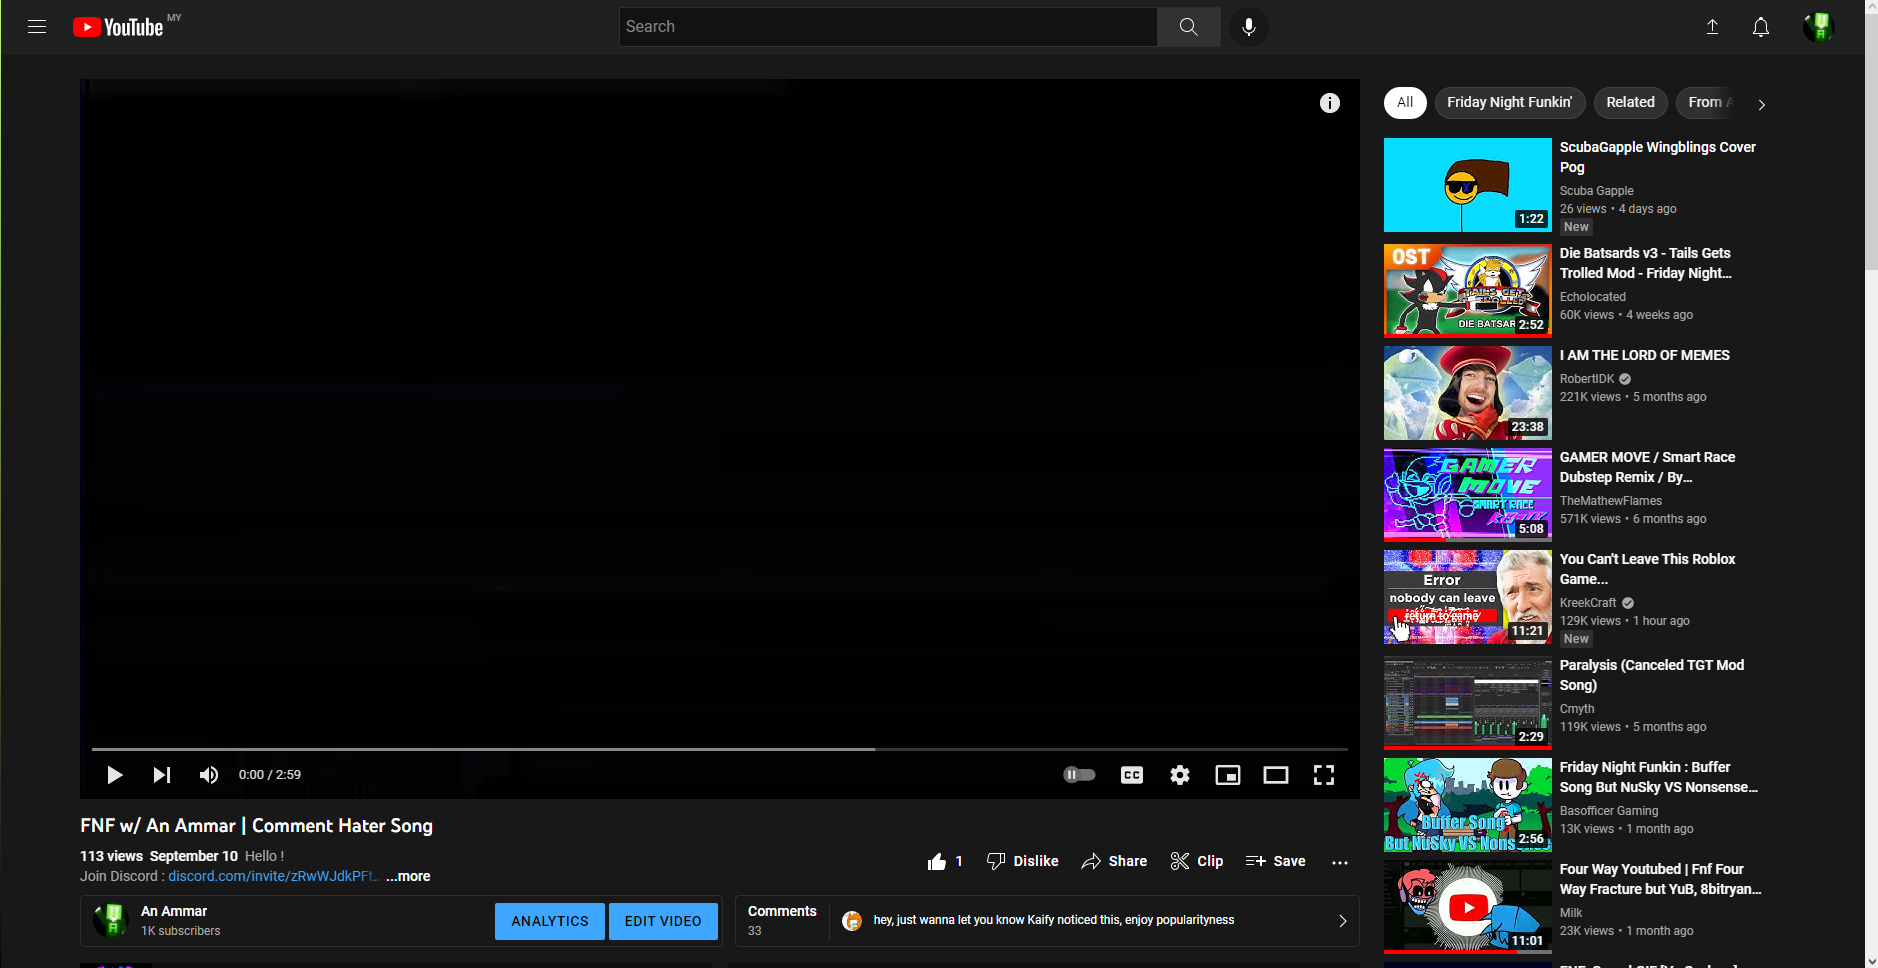 YouTube MY
Search
All
Friday Night Funkin'
Related
From A
ScubaGapple Wingblings Cover
Pog
Scuba Gapple
26 views • 4 days ago
New
1:22
OST
TAILS GET
TROLLED
DIE BATSAR
2:52
Die Batsards v3 - Tails Gets
Trolled Mod - Friday Night...
Echolocated
60K views • 4 weeks ago
23:38
I AM THE LORD OF MEMES
RobertIDK
221K views • 5 months ago
GAMER
MOVE
SMART RACE
5:08
GAMER MOVE / Smart Race
Dubstep Remix / By...
TheMathewFlames
571K views • 6 months ago
Error
nobody can leave
return to game
11:21
You Can't Leave This Roblox
Game...
KreekCraft
129K views • 1 hour ago
New
2:29
Paralysis (Canceled TGT Mod
Song)
Cmyth
119K views • 5 months ago
Buffer Song
But NuSky VS Nonsense
2:56
Friday Night Funkin : Buffer
Song But NuSky VS Nonsense...
Basofficer Gaming
13K views • 1 month ago
11:01
Four Way Youtubed | Fnf Four
Way Fracture but YuB, 8bitryan...
Milk
23K views • 1 month ago
0:00 / 2:59
CC
FNF w/ An Ammar | Comment Hater Song
113 views September 10 Hello !
Join Discord : discord.com/invite/zRwWJdkPFt... ...more
1
Dislike
Share
Clip
Save
An Ammar
1K subscribers
ANALYTICS
EDIT VIDEO
Comments
33
hey, just wanna let you know Kaify noticed this, enjoy popularityness